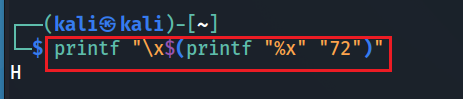 ┌──(kali㉿kali)-[~]
└─$ printf "\x$(printf "%x" "72")"
H